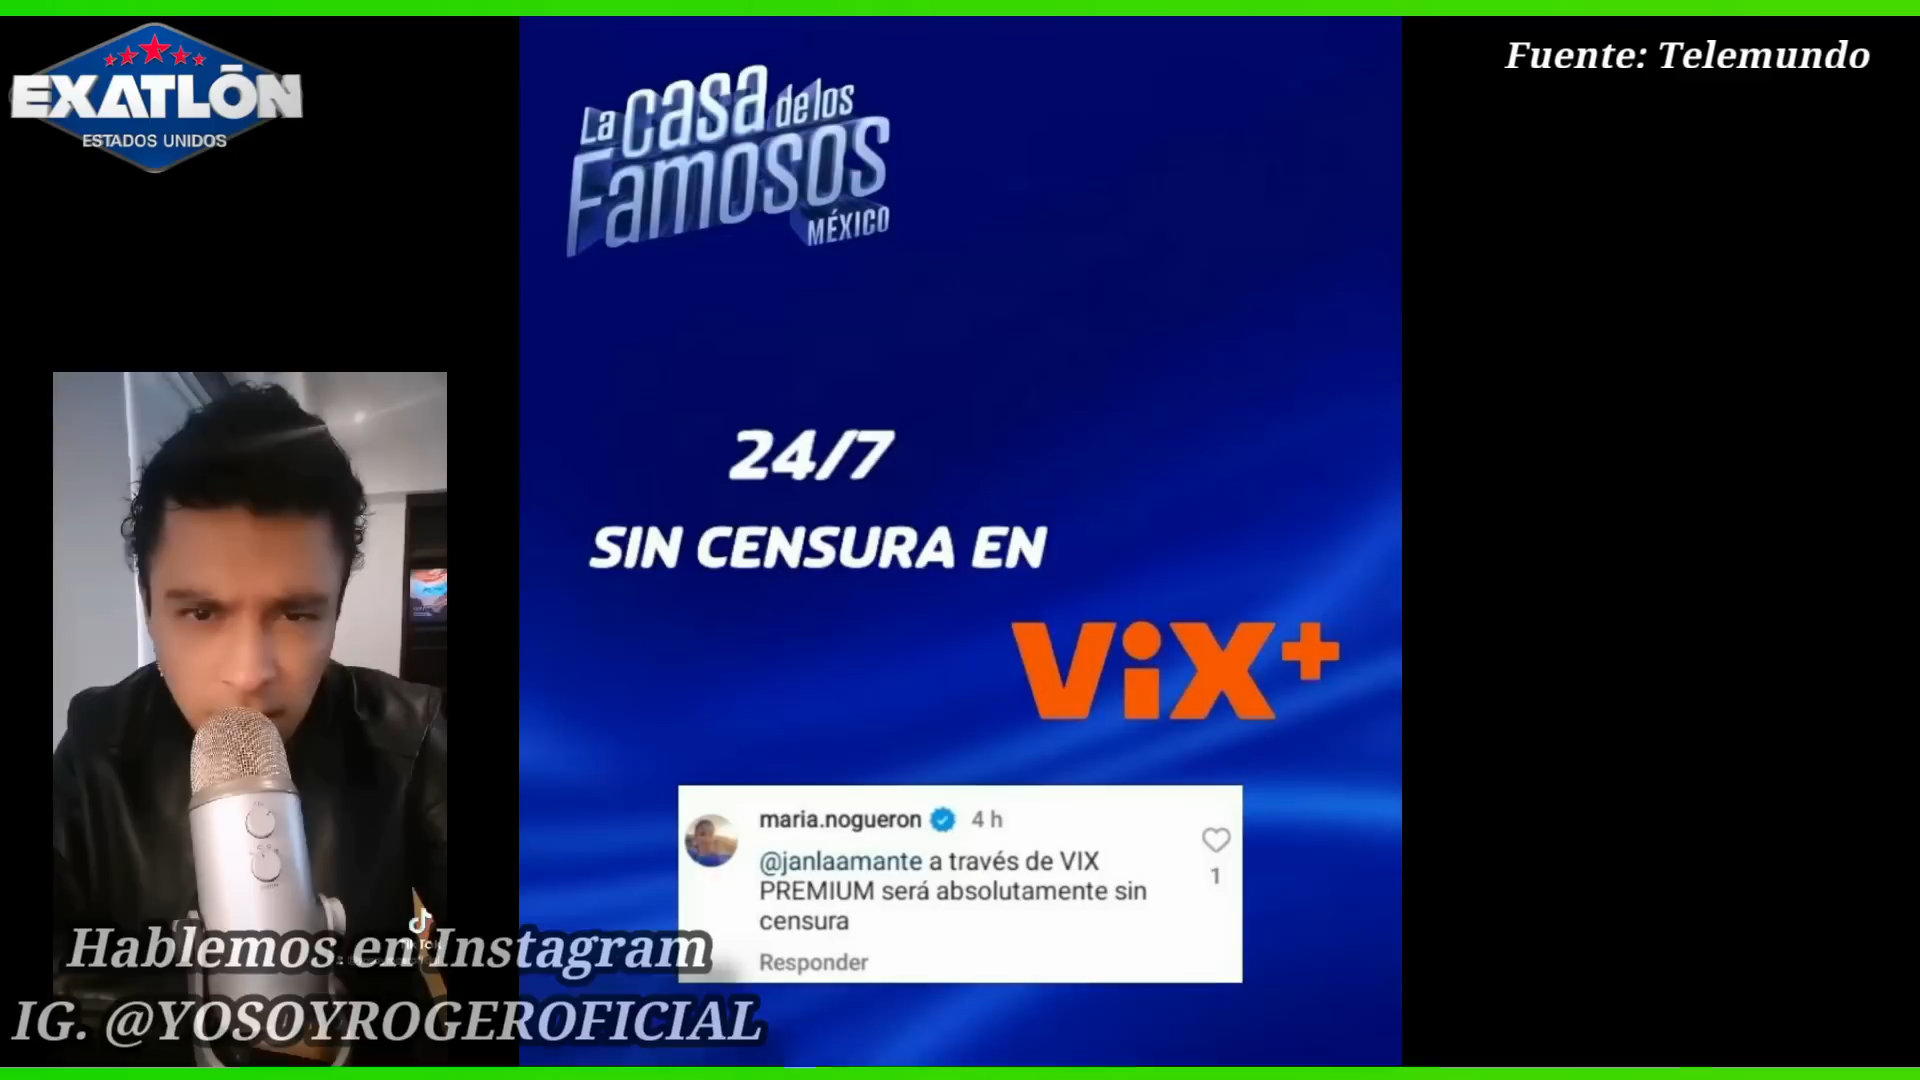 EXATLÓN
ESTADOS UNIDOS
Fuente: Telemundo
La casa de los
Famosos
MÉXICO
24/7
SIN CENSURA EN
ViX+
maria.nogueron 4 h
@janlaamante a través de VIX
PREMIUM será absolutamente sin
censura
1
Responder
Hablemos en Instagram
IG. @YOSOYROGEROFICIAL